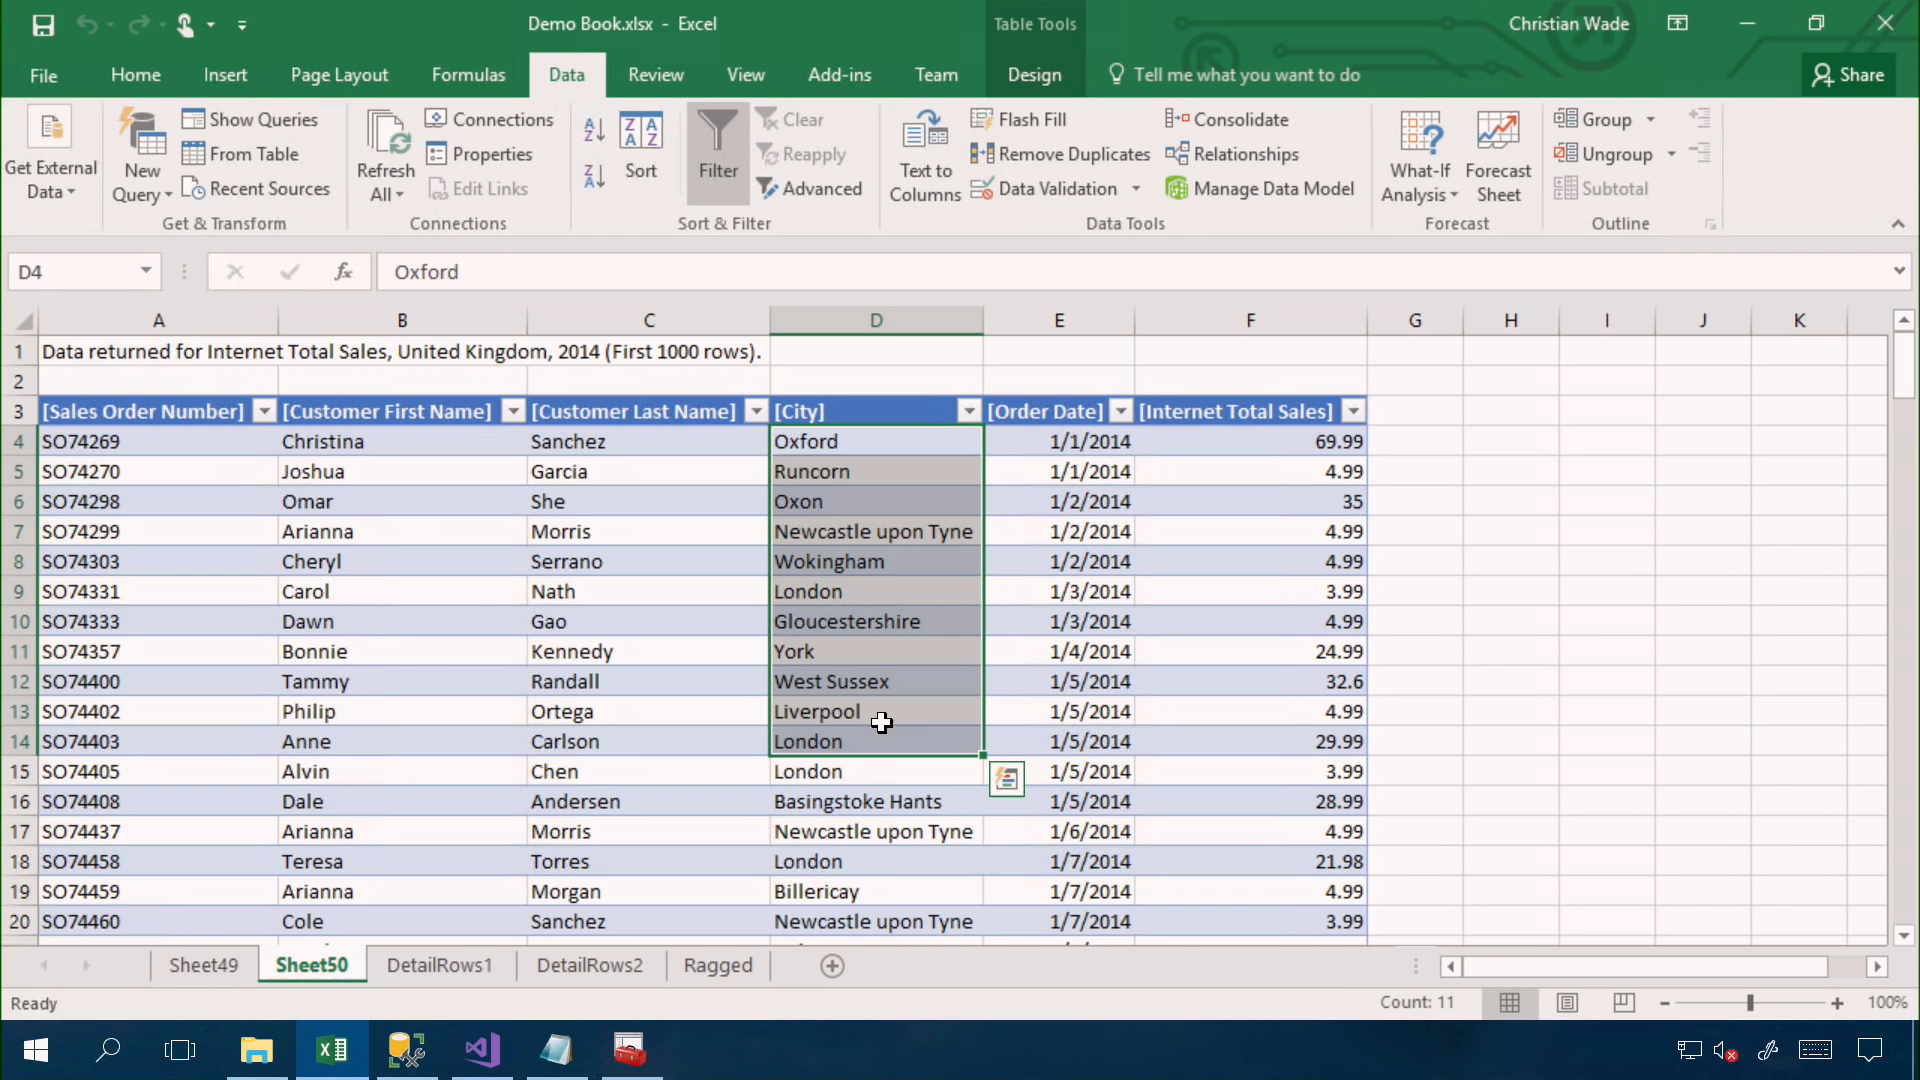 Demo Book.xlsx - Excel
Table Tools
Christian Wade
File Home Insert Page Layout Formulas Data Review View Add-ins Team Design Tell me what you want to do Share
Get External Data
New Query
Show Queries
From Table
Recent Sources
Get & Transform
Refresh All
Connections
Properties
Edit Links
Connections
Sort
Filter
Clear
Reapply
Advanced
Sort & Filter
Text to Columns
Flash Fill
Remove Duplicates
Data Validation
Consolidate
Relationships
Manage Data Model
Data Tools
What-If Analysis
Forecast Sheet
Forecast
Group
Ungroup
Subtotal
Outline
D4 fx Oxford
A B C D E F G H I J K
1 Data returned for Internet Total Sales, United Kingdom, 2014 (First 1000 rows).
2
3 [Sales Order Number] [Customer First Name] [Customer Last Name] [City] [Order Date] [Internet Total Sales]
4 SO74269 Christina Sanchez Oxford 1/1/2014 69.99
5 SO74270 Joshua Garcia Runcorn 1/1/2014 4.99
6 SO74298 Omar She Oxon 1/2/2014 35
7 SO74299 Arianna Morris Newcastle upon Tyne 1/2/2014 4.99
8 SO74303 Cheryl Serrano Wokingham 1/2/2014 4.99
9 SO74331 Carol Nath London 1/3/2014 3.99
10 SO74333 Dawn Gao Gloucestershire 1/3/2014 4.99
11 SO74357 Bonnie Kennedy York 1/4/2014 24.99
12 SO74400 Tammy Randall West Sussex 1/5/2014 32.6
13 SO74402 Philip Ortega Liverpool 1/5/2014 4.99
14 SO74403 Anne Carlson London 1/5/2014 29.99
15 SO74405 Alvin Chen London 1/5/2014 3.99
16 SO74408 Dale Andersen Basingstoke Hants 1/5/2014 28.99
17 SO74437 Arianna Morris Newcastle upon Tyne 1/6/2014 4.99
18 SO74458 Teresa Torres London 1/7/2014 21.98
19 SO74459 Arianna Morgan Billericay 1/7/2014 4.99
20 SO74460 Cole Sanchez Newcastle upon Tyne 1/7/2014 3.99
Sheet49 Sheet50 DetailRows1 DetailRows2 Ragged
Ready Count: 11 100%